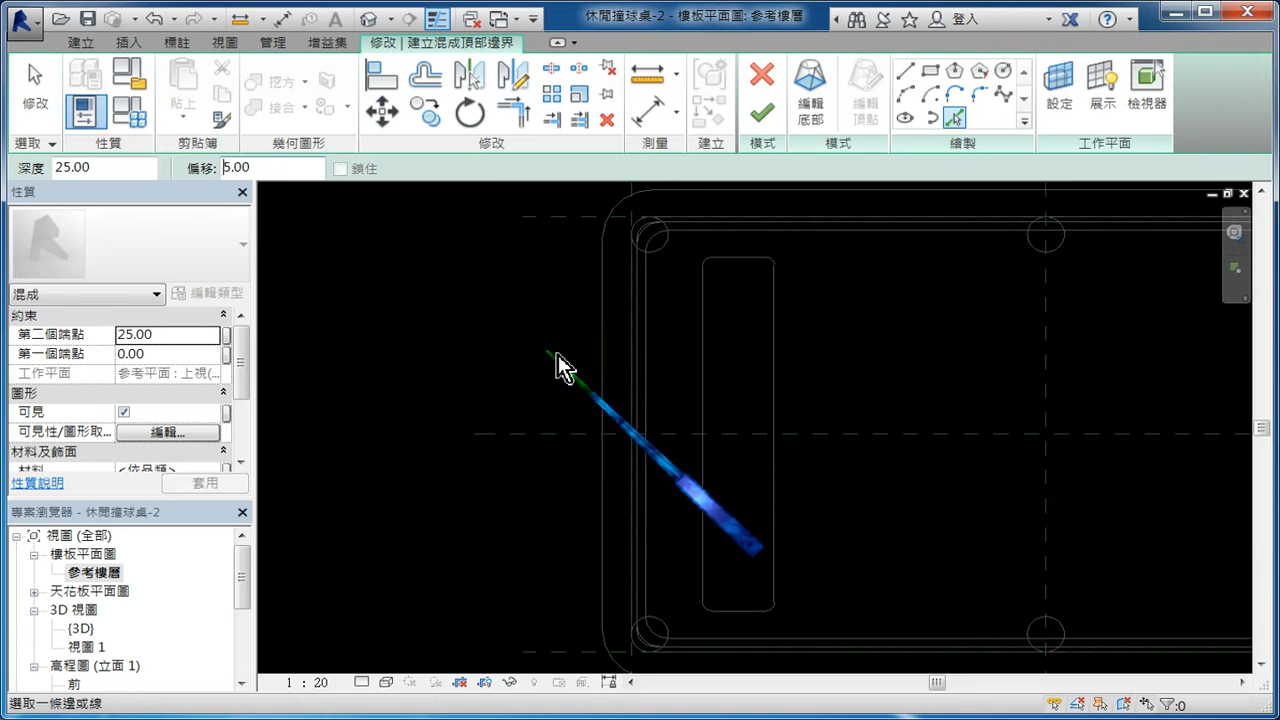 休閒撞球桌-2 - 樓板平面圖: 參考樓層
登入
建立 插入 標註 視圖 管理 增益集 修改 | 建立混成頂部邊界
修改 貼上 挖方 接合 編輯底部 編輯頂點 設定 展示 檢視器
選取 性質 剪貼簿 幾何圖形 修改 測量 建立 模式 模式 繪製 工作平面
深度 25.00 偏移: 5.00 鎖住
性質
混成 編輯類型
約束
第二個端點 25.00
第一個端點 0.00
工作平面 參考平面 : 上視(...
圖形
可見
可見性/圖形取... 編輯...
材料及飾面
材料 <依品類>
性質說明 套用
專案瀏覽器 - 休閒撞球桌-2
視圖 (全部)
樓板平面圖
參考樓層
天花板平面圖
3D 視圖
{3D}
視圖 1
高程圖 (立面 1)
前
1 : 20
選取一條邊或線
:0